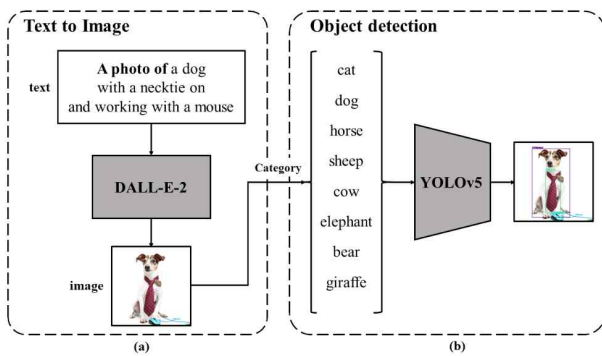 Text to Image
text
A photo of a dog
with a necktie on
and working with a mouse
DALL-E-2
image
(a)
Category
Object detection
cat
dog
horse
sheep
cow
elephant
bear
giraffe
YOLOv5
(b)